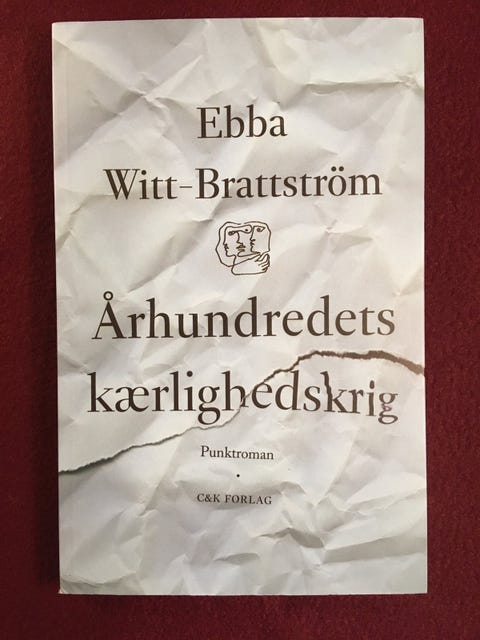 Ebba
Witt-Brattström
Århundredets
kærlighedskrig
Punktroman
•
C&K FORLAG